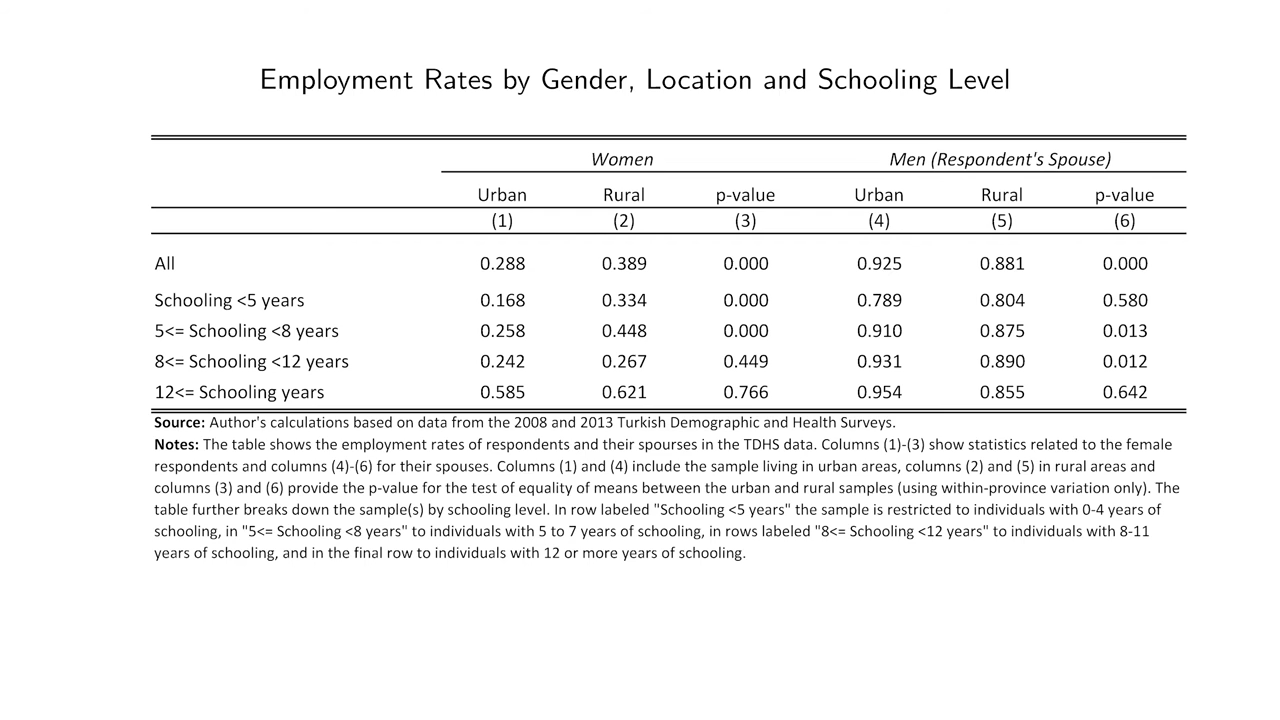 Employment Rates by Gender, Location and Schooling Level
Women Men (Respondent's Spouse)
Urban Rural p-value Urban Rural p-value
(1) (2) (3) (4) (5) (6)
All 0.288 0.389 0.000 0.925 0.881 0.000
Schooling <5 years 0.168 0.334 0.000 0.789 0.804 0.580
5<= Schooling <8 years 0.258 0.448 0.000 0.910 0.875 0.013
8<= Schooling <12 years 0.242 0.267 0.449 0.931 0.890 0.012
12<= Schooling years 0.585 0.621 0.766 0.954 0.855 0.642
Source: Author's calculations based on data from the 2008 and 2013 Turkish Demographic and Health Surveys.
Notes: The table shows the employment rates of respondents and their spourses in the TDHS data. Columns (1)-(3) show statistics related to the female
respondents and columns (4)-(6) for their spouses. Columns (1) and (4) include the sample living in urban areas, columns (2) and (5) in rural areas and
columns (3) and (6) provide the p-value for the test of equality of means between the urban and rural samples (using within-province variation only). The
table further breaks down the sample(s) by schooling level. In row labeled "Schooling <5 years" the sample is restricted to individuals with 0-4 years of
schooling, in "5<= Schooling <8 years" to individuals with 5 to 7 years of schooling, in rows labeled "8<= Schooling <12 years" to individuals with 8-11
years of schooling, and in the final row to individuals with 12 or more years of schooling.